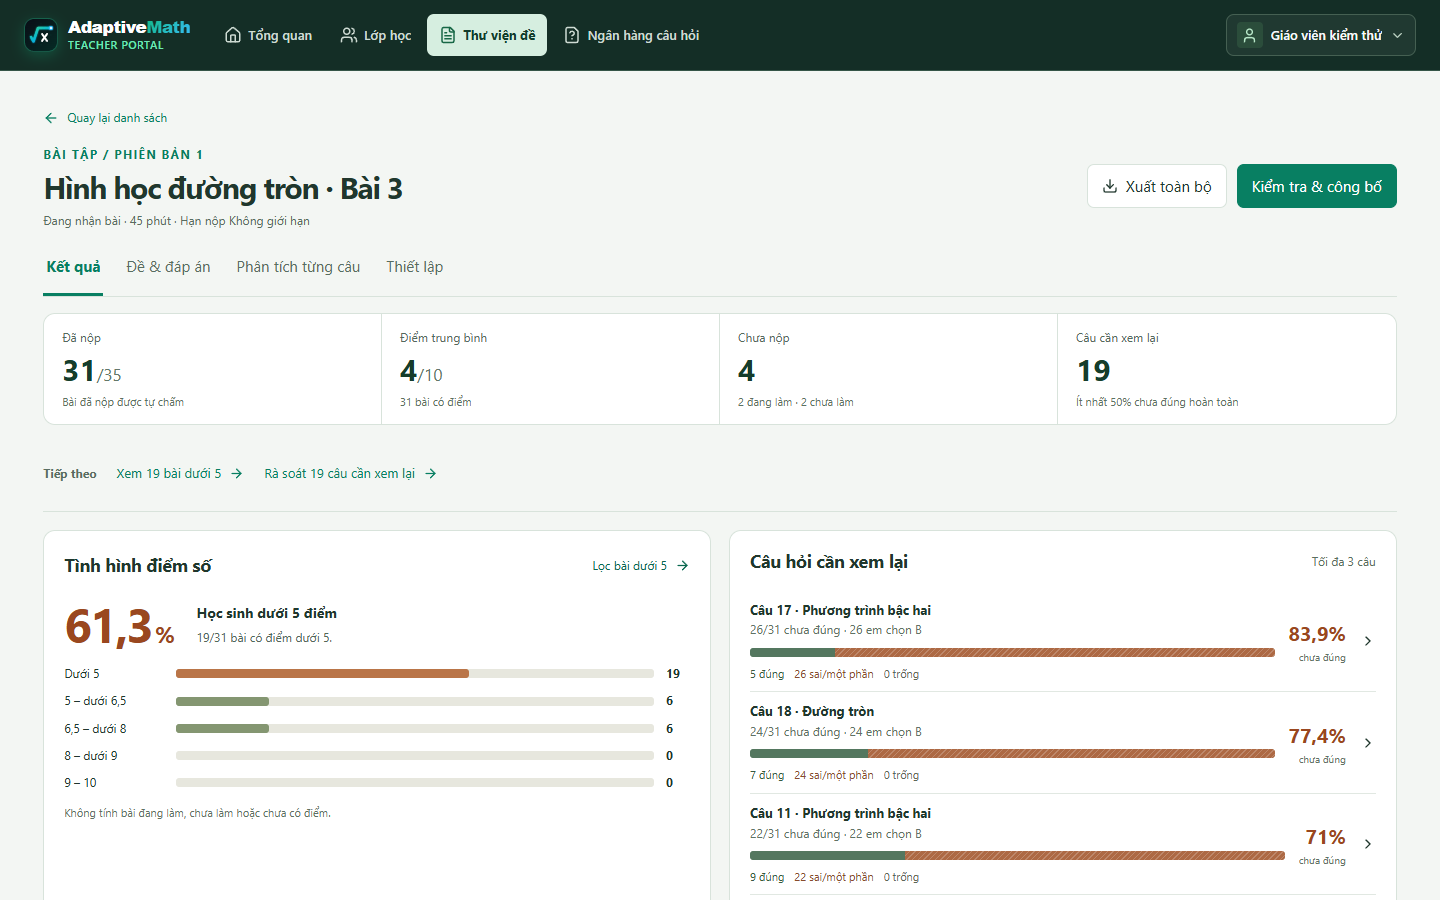 AdaptiveMath
TEACHER PORTAL
Tổng quan
Lớp học
Thư viện đề
Ngân hàng câu hỏi
Giáo viên kiểm thử
Quay lại danh sách
BÀI TẬP / PHIÊN BẢN 1
Hình học đường tròn · Bài 3
Đang nhận bài · 45 phút · Hạn nộp Không giới hạn
Xuất toàn bộ
Kiểm tra & công bố
Kết quả
Đề & đáp án
Phân tích từng câu
Thiết lập
Đã nộp
31/35
Bài đã nộp được tự chấm
Điểm trung bình
4/10
31 bài có điểm
Chưa nộp
4
2 đang làm · 2 chưa làm
Câu cần xem lại
19
Ít nhất 50% chưa đúng hoàn toàn
Tiếp theo
Xem 19 bài dưới 5
Rà soát 19 câu cần xem lại
Tình hình điểm số
Lọc bài dưới 5
61,3%
Học sinh dưới 5 điểm
19/31 bài có điểm dưới 5.
Dưới 5 19
5 – dưới 6,5 6
6,5 – dưới 8 6
8 – dưới 9 0
9 – 10 0
Không tính bài đang làm, chưa làm hoặc chưa có điểm.
Câu hỏi cần xem lại
Tối đa 3 câu
Câu 17 · Phương trình bậc hai
26/31 chưa đúng · 26 em chọn B
83,9%
chưa đúng
5 đúng 26 sai/một phần 0 trống
Câu 18 · Đường tròn
24/31 chưa đúng · 24 em chọn B
77,4%
chưa đúng
7 đúng 24 sai/một phần 0 trống
Câu 11 · Phương trình bậc hai
22/31 chưa đúng · 22 em chọn B
71%
chưa đúng
9 đúng 22 sai/một phần 0 trống